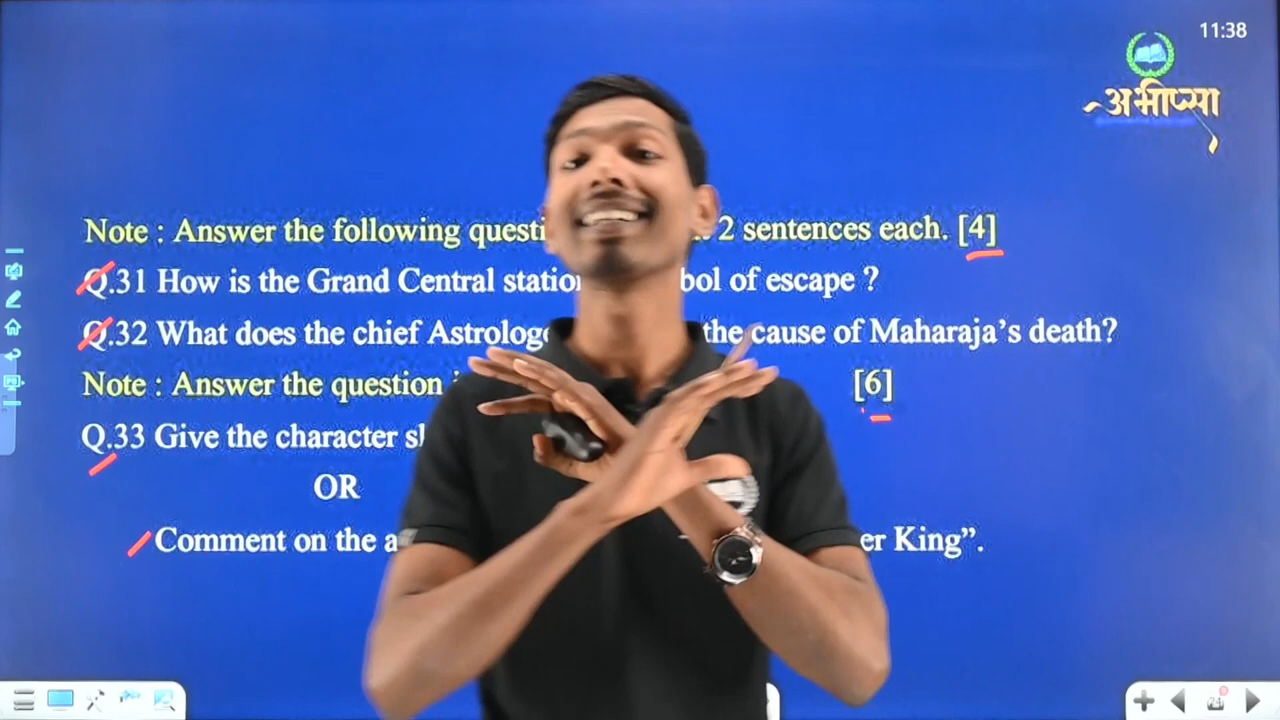 11:38
अभीप्सा
Note : Answer the following questi 2 sentences each. [4]
Q.31 How is the Grand Central station bol of escape ?
Q.32 What does the chief Astrologe the cause of Maharaja’s death?
Note : Answer the question [6]
Q.33 Give the character sk
OR
Comment on the a er King”.